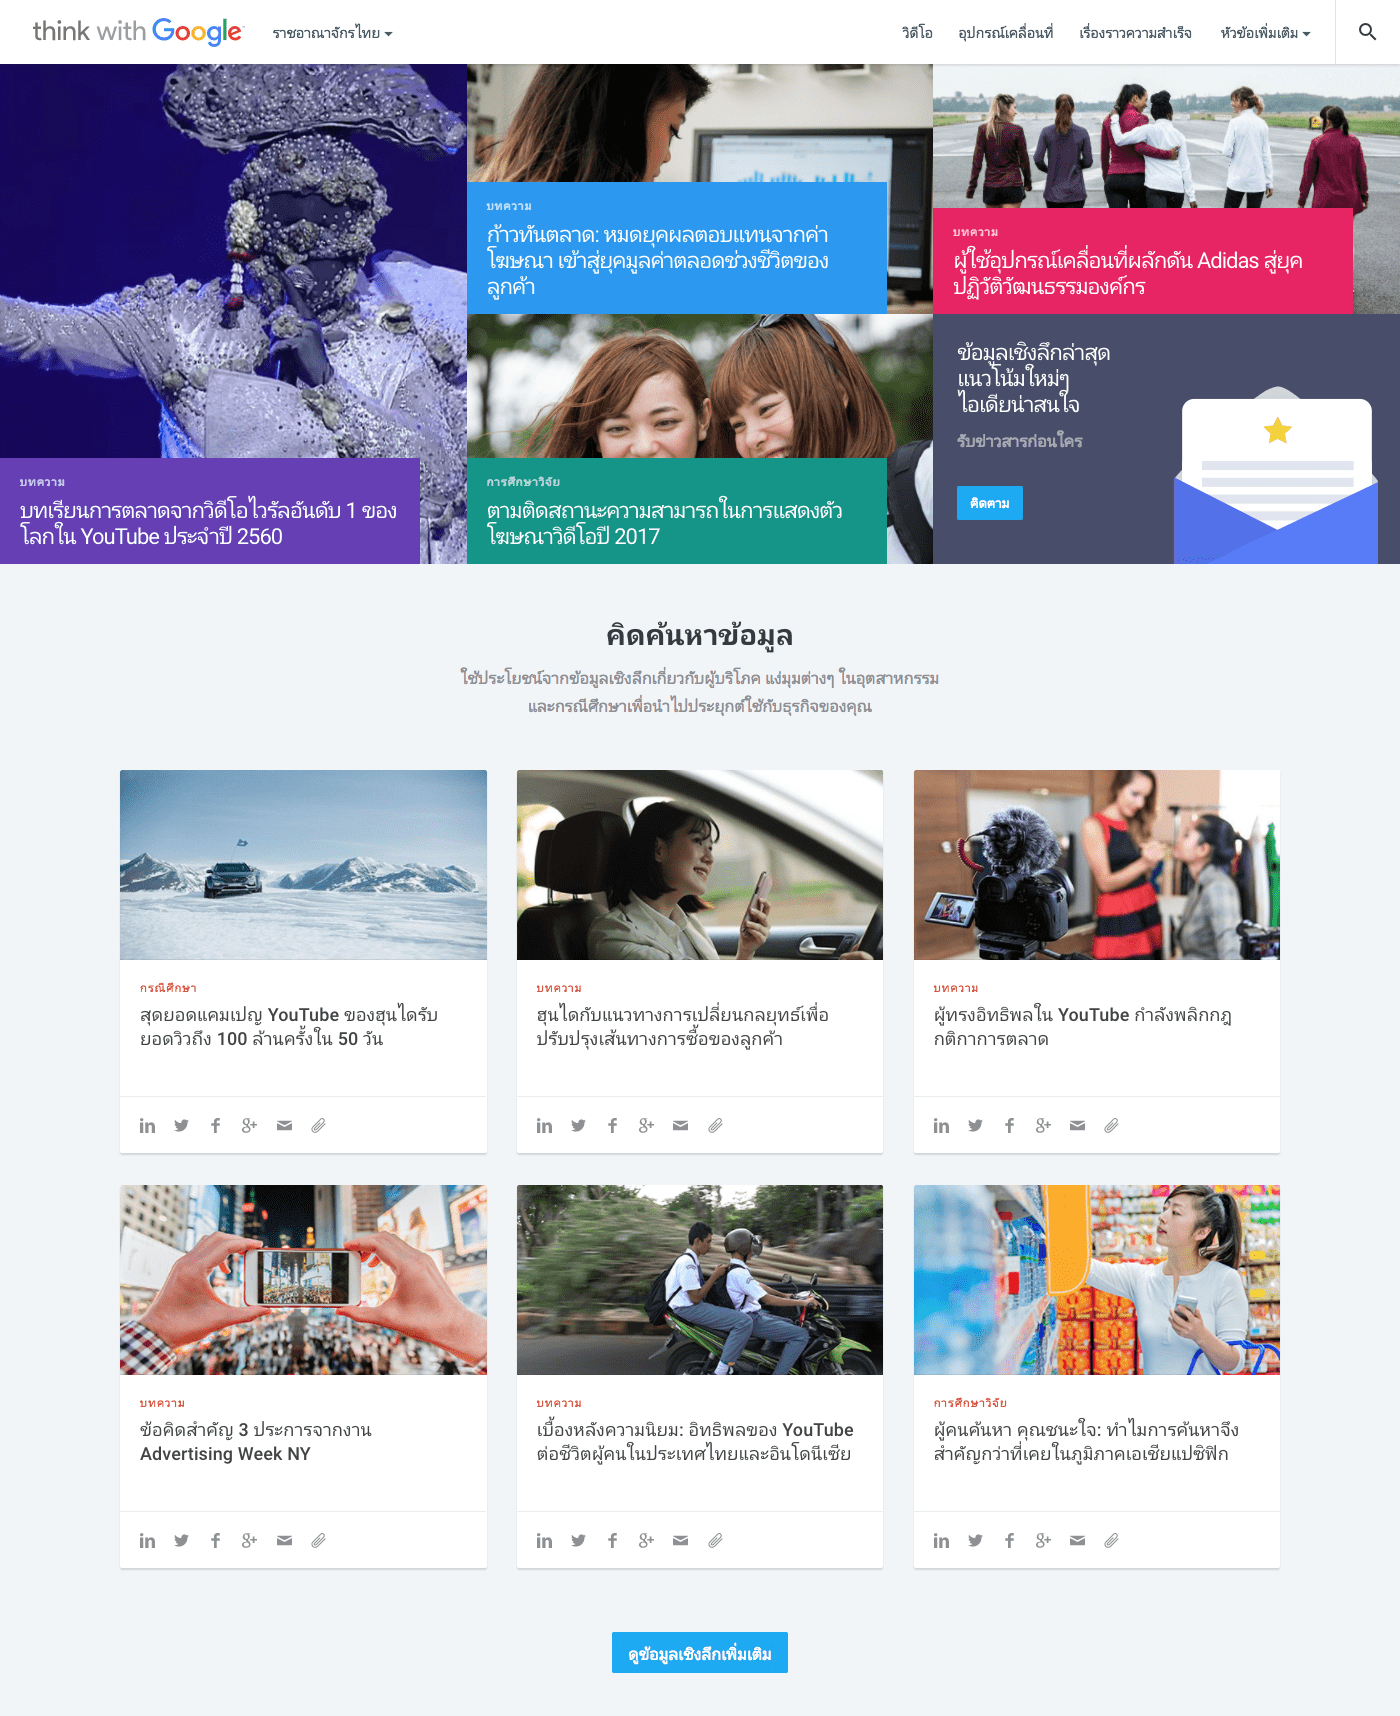 think with Google
ราชอาณาจักรไทย
วิดีโอ
อุปกรณ์เคลื่อนที่
เรื่องราวความสำเร็จ
หัวข้อเพิ่มเติม
บทความ
บทเรียนการตลาดจากวิดีโอไวรัลอันดับ 1 ของ
โลกใน YouTube ประจำปี 2560
บทความ
ก้าวทันตลาด: หมดยุคผลตอบแทนจากค่า
โฆษณา เข้าสู่ยุคมูลค่าตลอดช่วงชีวิตของ
ลูกค้า
การศึกษาวิจัย
ตามติดสถานะความสามารถในการแสดงตัว
โฆษณาวิดีโอปี 2017
บทความ
ผู้ใช้อุปกรณ์เคลื่อนที่ผลักดัน Adidas สู่ยุค
ปฏิวัติวัฒนธรรมองค์กร
ข้อมูลเชิงลึกล่าสุด
แนวโน้มใหม่ๆ
ไอเดียน่าสนใจ
รับข่าวสารก่อนใคร
ติดตาม
คิดค้นหาข้อมูล
ใช้ประโยชน์จากข้อมูลเชิงลึกเกี่ยวกับผู้บริโภค แง่มุมต่างๆ ในอุตสาหกรรม
และกรณีศึกษาเพื่อนำไปประยุกต์ใช้กับธุรกิจของคุณ
กรณีศึกษา
สุดยอดแคมเปญ YouTube ของฮุนไดรับ
ยอดวิวถึง 100 ล้านครั้งใน 50 วัน
บทความ
ฮุนไดกับแนวทางการเปลี่ยนกลยุทธ์เพื่อ
ปรับปรุงเส้นทางการซื้อของลูกค้า
บทความ
ผู้ทรงอิทธิพลใน YouTube กำลังพลิกกฎ
กติกาการตลาด
บทความ
ข้อคิดสำคัญ 3 ประการจากงาน
Advertising Week NY
บทความ
เบื้องหลังความนิยม: อิทธิพลของ YouTube
ต่อชีวิตผู้คนในประเทศไทยและอินโดนีเซีย
การศึกษาวิจัย
ผู้คนค้นหา คุณชนะใจ: ทำไมการค้นหาจึง
สำคัญกว่าที่เคยในภูมิภาคเอเชียแปซิฟิก
ดูข้อมูลเชิงลึกเพิ่มเติม